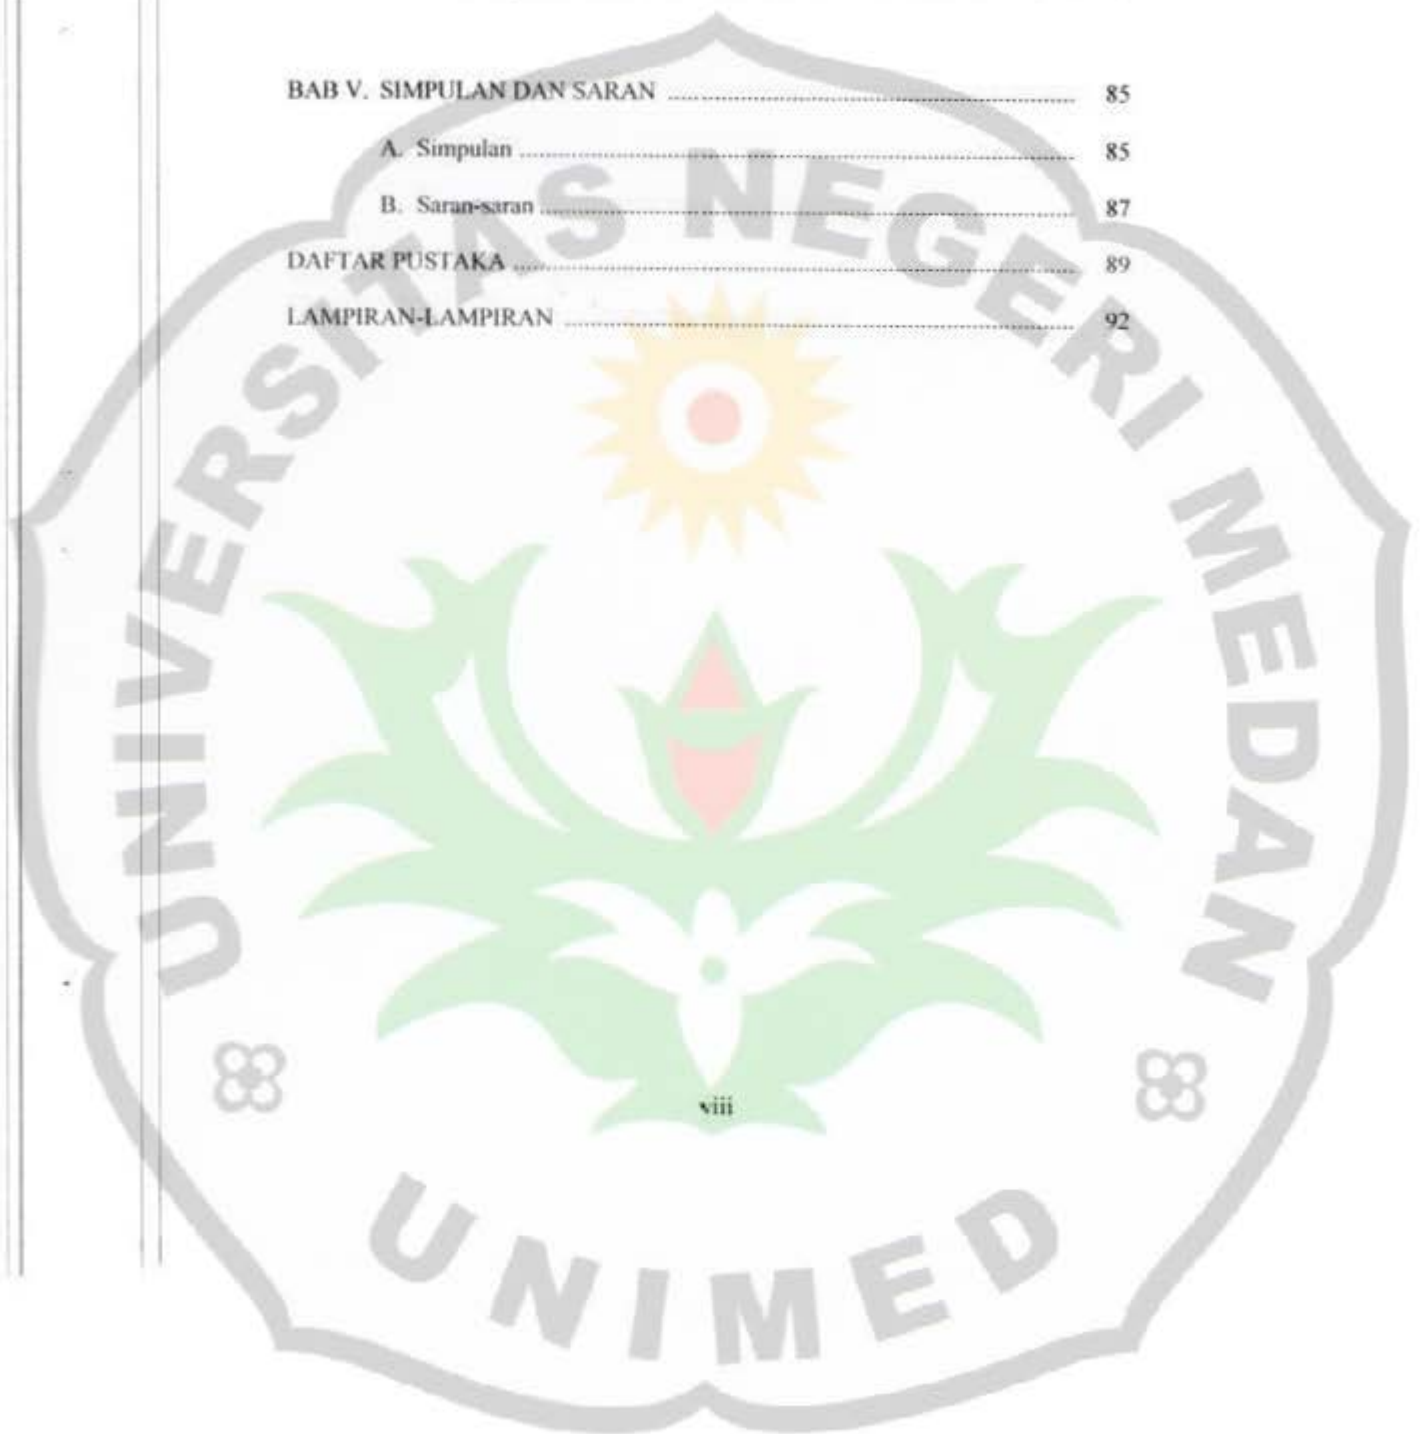 BAB V. SIMPULAN DAN SARAN ........ 85
A. Simpulan ........ 85
B. Saran-saran ........ 87
DAFTAR PUSTAKA ........ 89
LAMPIRAN-LAMPIRAN ........ 92
UNIVERSITAS NEGERI MEDAN
viii
UNIMED